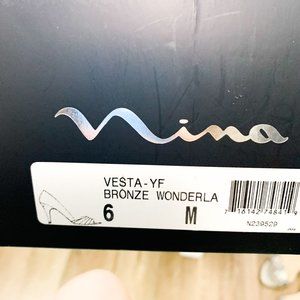 Nina
VESTA-YF
BRONZE WONDERLA
6 M